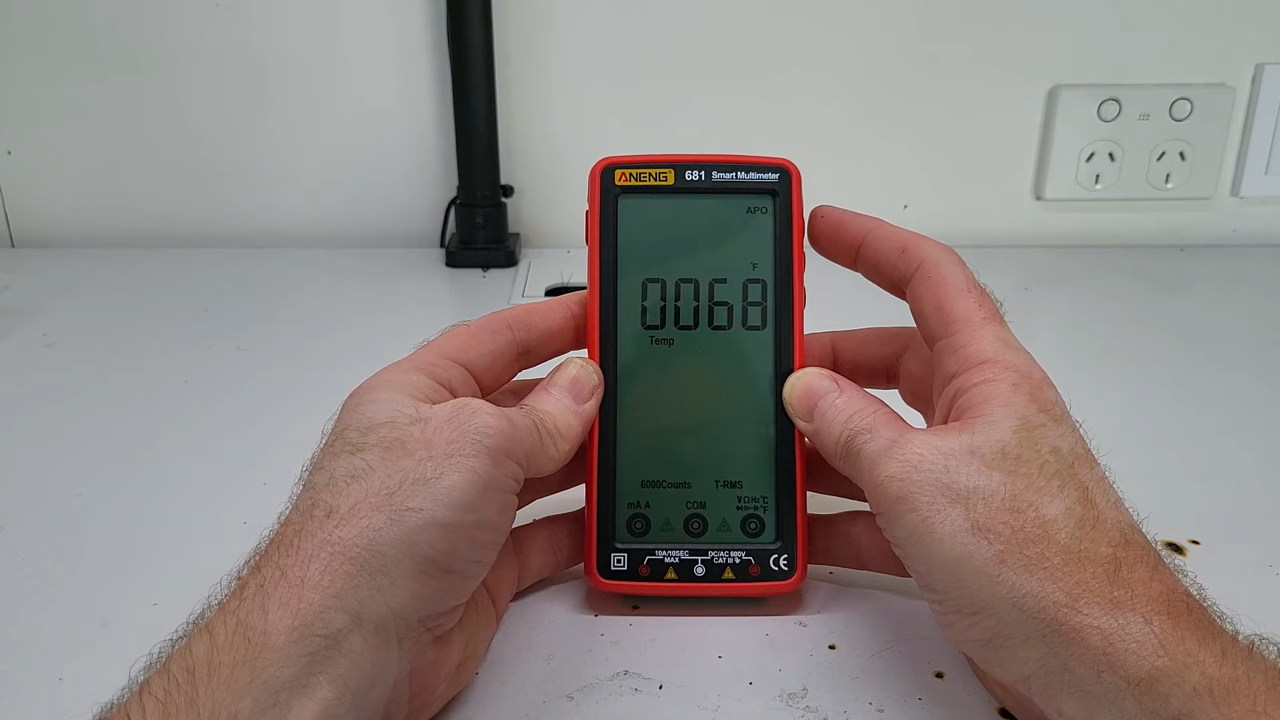 ANENG 681 Smart Multimeter
APO
°F
0068
Temp
6000Counts T-RMS
mA A COM VΩHz°C
°F
10A/10SEC DC/AC 600V
MAX CAT III
CE